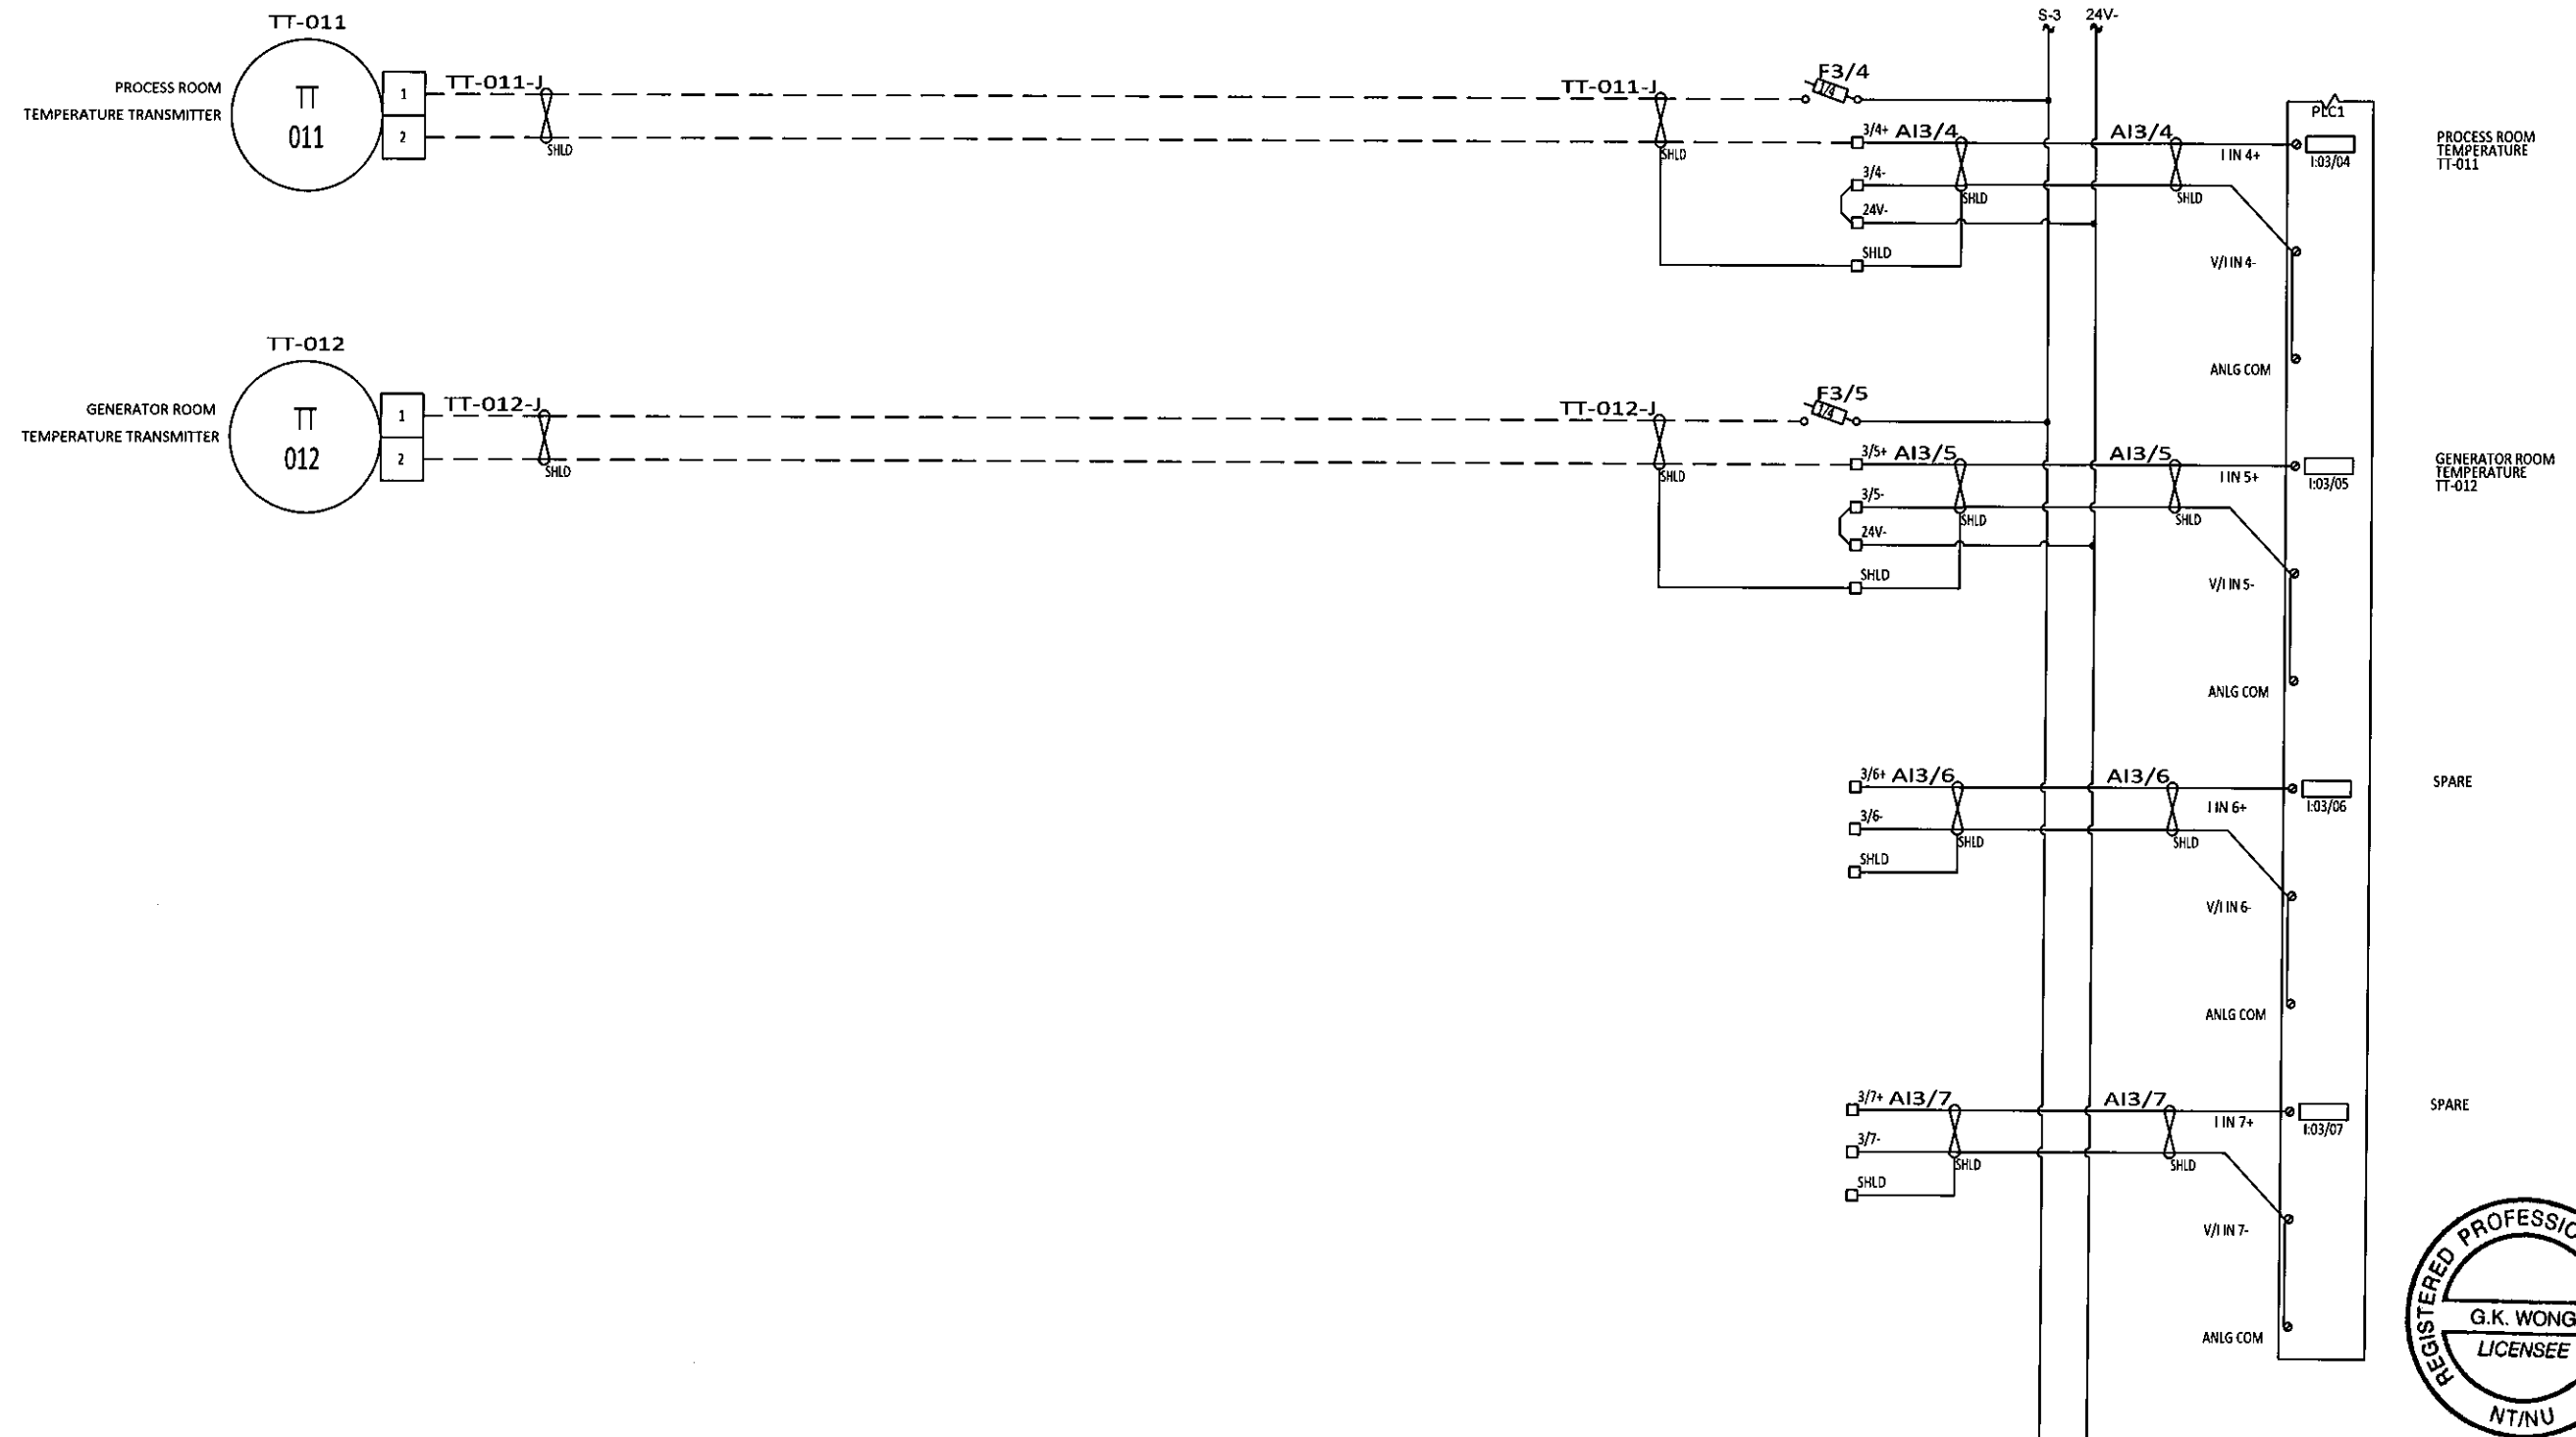 S-3 24V-
TT-011
PROCESS ROOM
TEMPERATURE TRANSMITTER
TT
011
1
2
TT-011-J
SHLD
TT-011-J
SHLD
F3/4
1/4
3/4+ AI3/4
SHLD
3/4-
24V-
SHLD
AI3/4
SHLD
I IN 4+
V/I IN 4-
ANLG COM
PLC1
I:03/04
PROCESS ROOM
TEMPERATURE
TT-011
TT-012
GENERATOR ROOM
TEMPERATURE TRANSMITTER
TT
012
1
2
TT-012-J
SHLD
TT-012-J
SHLD
F3/5
1/4
3/5+ AI3/5
SHLD
3/5-
24V-
SHLD
AI3/5
SHLD
I IN 5+
V/I IN 5-
ANLG COM
I:03/05
GENERATOR ROOM
TEMPERATURE
TT-012
3/6+ AI3/6
SHLD
3/6-
SHLD
AI3/6
SHLD
I IN 6+
V/I IN 6-
ANLG COM
I:03/06
SPARE
3/7+ AI3/7
SHLD
3/7-
SHLD
AI3/7
SHLD
I IN 7+
V/I IN 7-
ANLG COM
I:03/07
SPARE
REGISTERED
G.K. WONG
LICENSEE
NT/NU